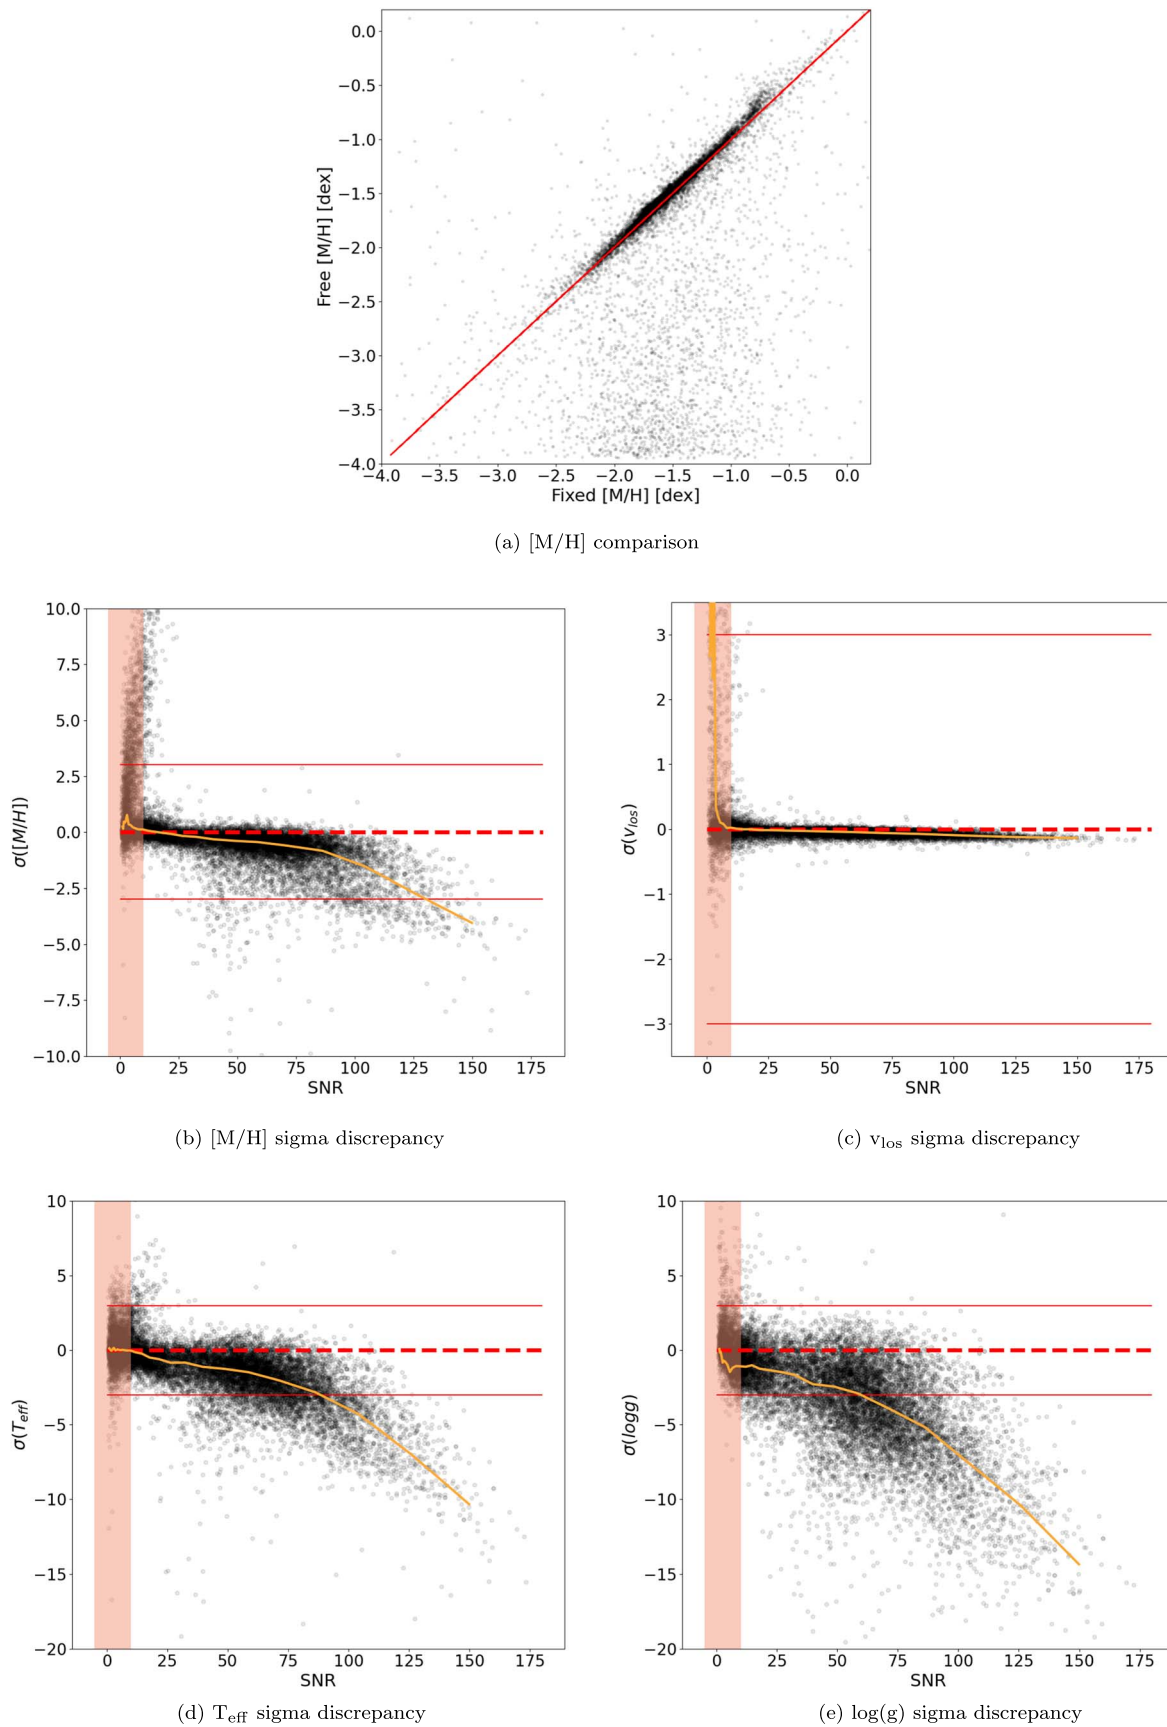 0.0
−0.5
−1.0
−1.5
−2.0
−2.5
−3.0
−3.5
−4.0
Free [M/H] [dex]
−4.0 −3.5 −3.0 −2.5 −2.0 −1.5 −1.0 −0.5 0.0
Fixed [M/H] [dex]
(a) [M/H] comparison
10.0
7.5
5.0
2.5
0.0
−2.5
−5.0
−7.5
−10.0
σ([M/H])
0 25 50 75 100 125 150 175
SNR
(b) [M/H] sigma discrepancy
3
2
1
0
−1
−2
−3
σ(v_los)
0 25 50 75 100 125 150 175
SNR
(c) v_los sigma discrepancy
10
5
0
−5
−10
−15
−20
σ(T_eff)
0 25 50 75 100 125 150 175
SNR
(d) T_eff sigma discrepancy
10
5
0
−5
−10
−15
−20
σ(logg)
0 25 50 75 100 125 150 175
SNR
(e) log(g) sigma discrepancy